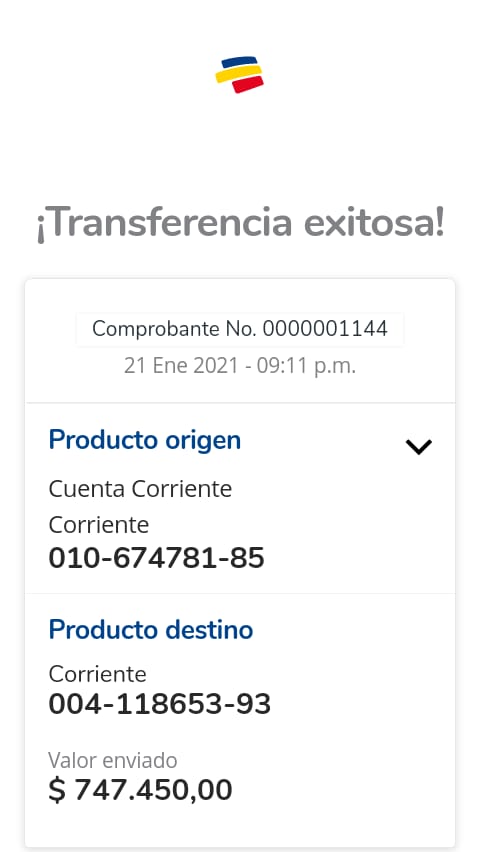 ¡Transferencia exitosa!
Comprobante No. 0000001144
21 Ene 2021 - 09:11 p.m.
Producto origen
Cuenta Corriente
Corriente
010-674781-85
Producto destino
Corriente
004-118653-93
Valor enviado
$ 747.450,00